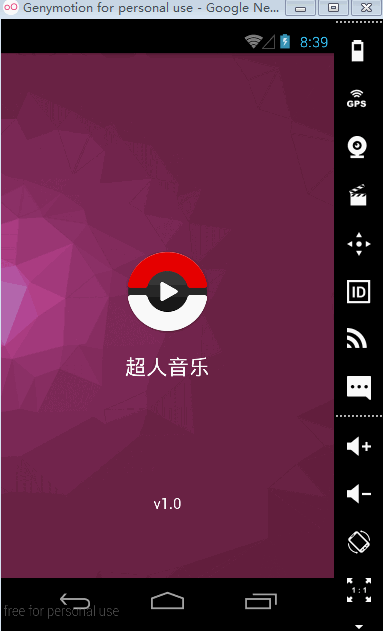 Genymotion for personal use - Google Ne...
8:39
GPS
ID
超人音乐
v1.0
1:1
free for personal use